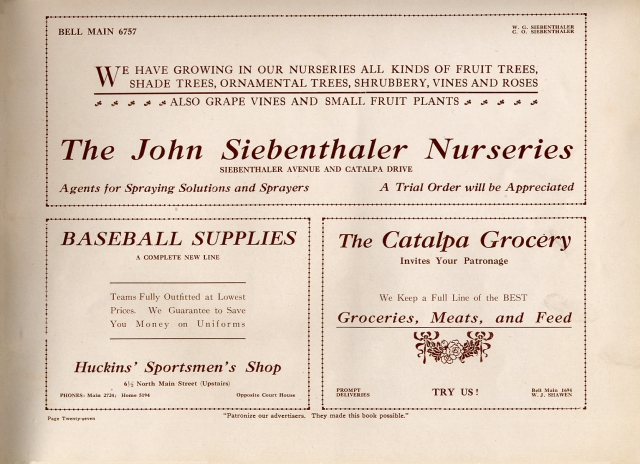 BELL MAIN 6757
W. G. SIEBENTHALER
C. O. SIEBENTHALER
WE HAVE GROWING IN OUR NURSERIES ALL KINDS OF FRUIT TREES,
SHADE TREES, ORNAMENTAL TREES, SHRUBBERY, VINES AND ROSES
ALSO GRAPE VINES AND SMALL FRUIT PLANTS
The John Siebenthaler Nurseries
SIEBENTHALER AVENUE AND CATALPA DRIVE
Agents for Spraying Solutions and Sprayers
A Trial Order will be Appreciated
BASEBALL SUPPLIES
A COMPLETE NEW LINE
Teams Fully Outfitted at Lowest
Prices. We Guarantee to Save
You Money on Uniforms
Huckins' Sportsmen's Shop
6½ North Main Street (Upstairs)
PHONES: Main 2724; Home 5194
Opposite Court House
The Catalpa Grocery
Invites Your Patronage
We Keep a Full Line of the BEST
Groceries, Meats, and Feed
PROMPT
DELIVERIES
TRY US!
Bell Main 1694
W. J. SHAWEN
Page Twenty-seven
"Patronize our advertisers. They made this book possible."